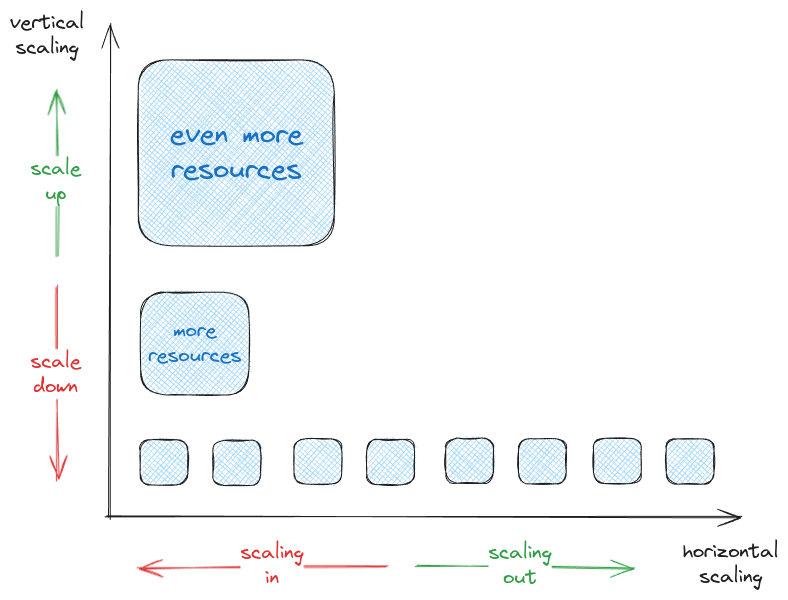 vertical
scaling
even more
resources
scale
up
more
resources
scale
down
scaling
in
scaling
out
horizontal
scaling